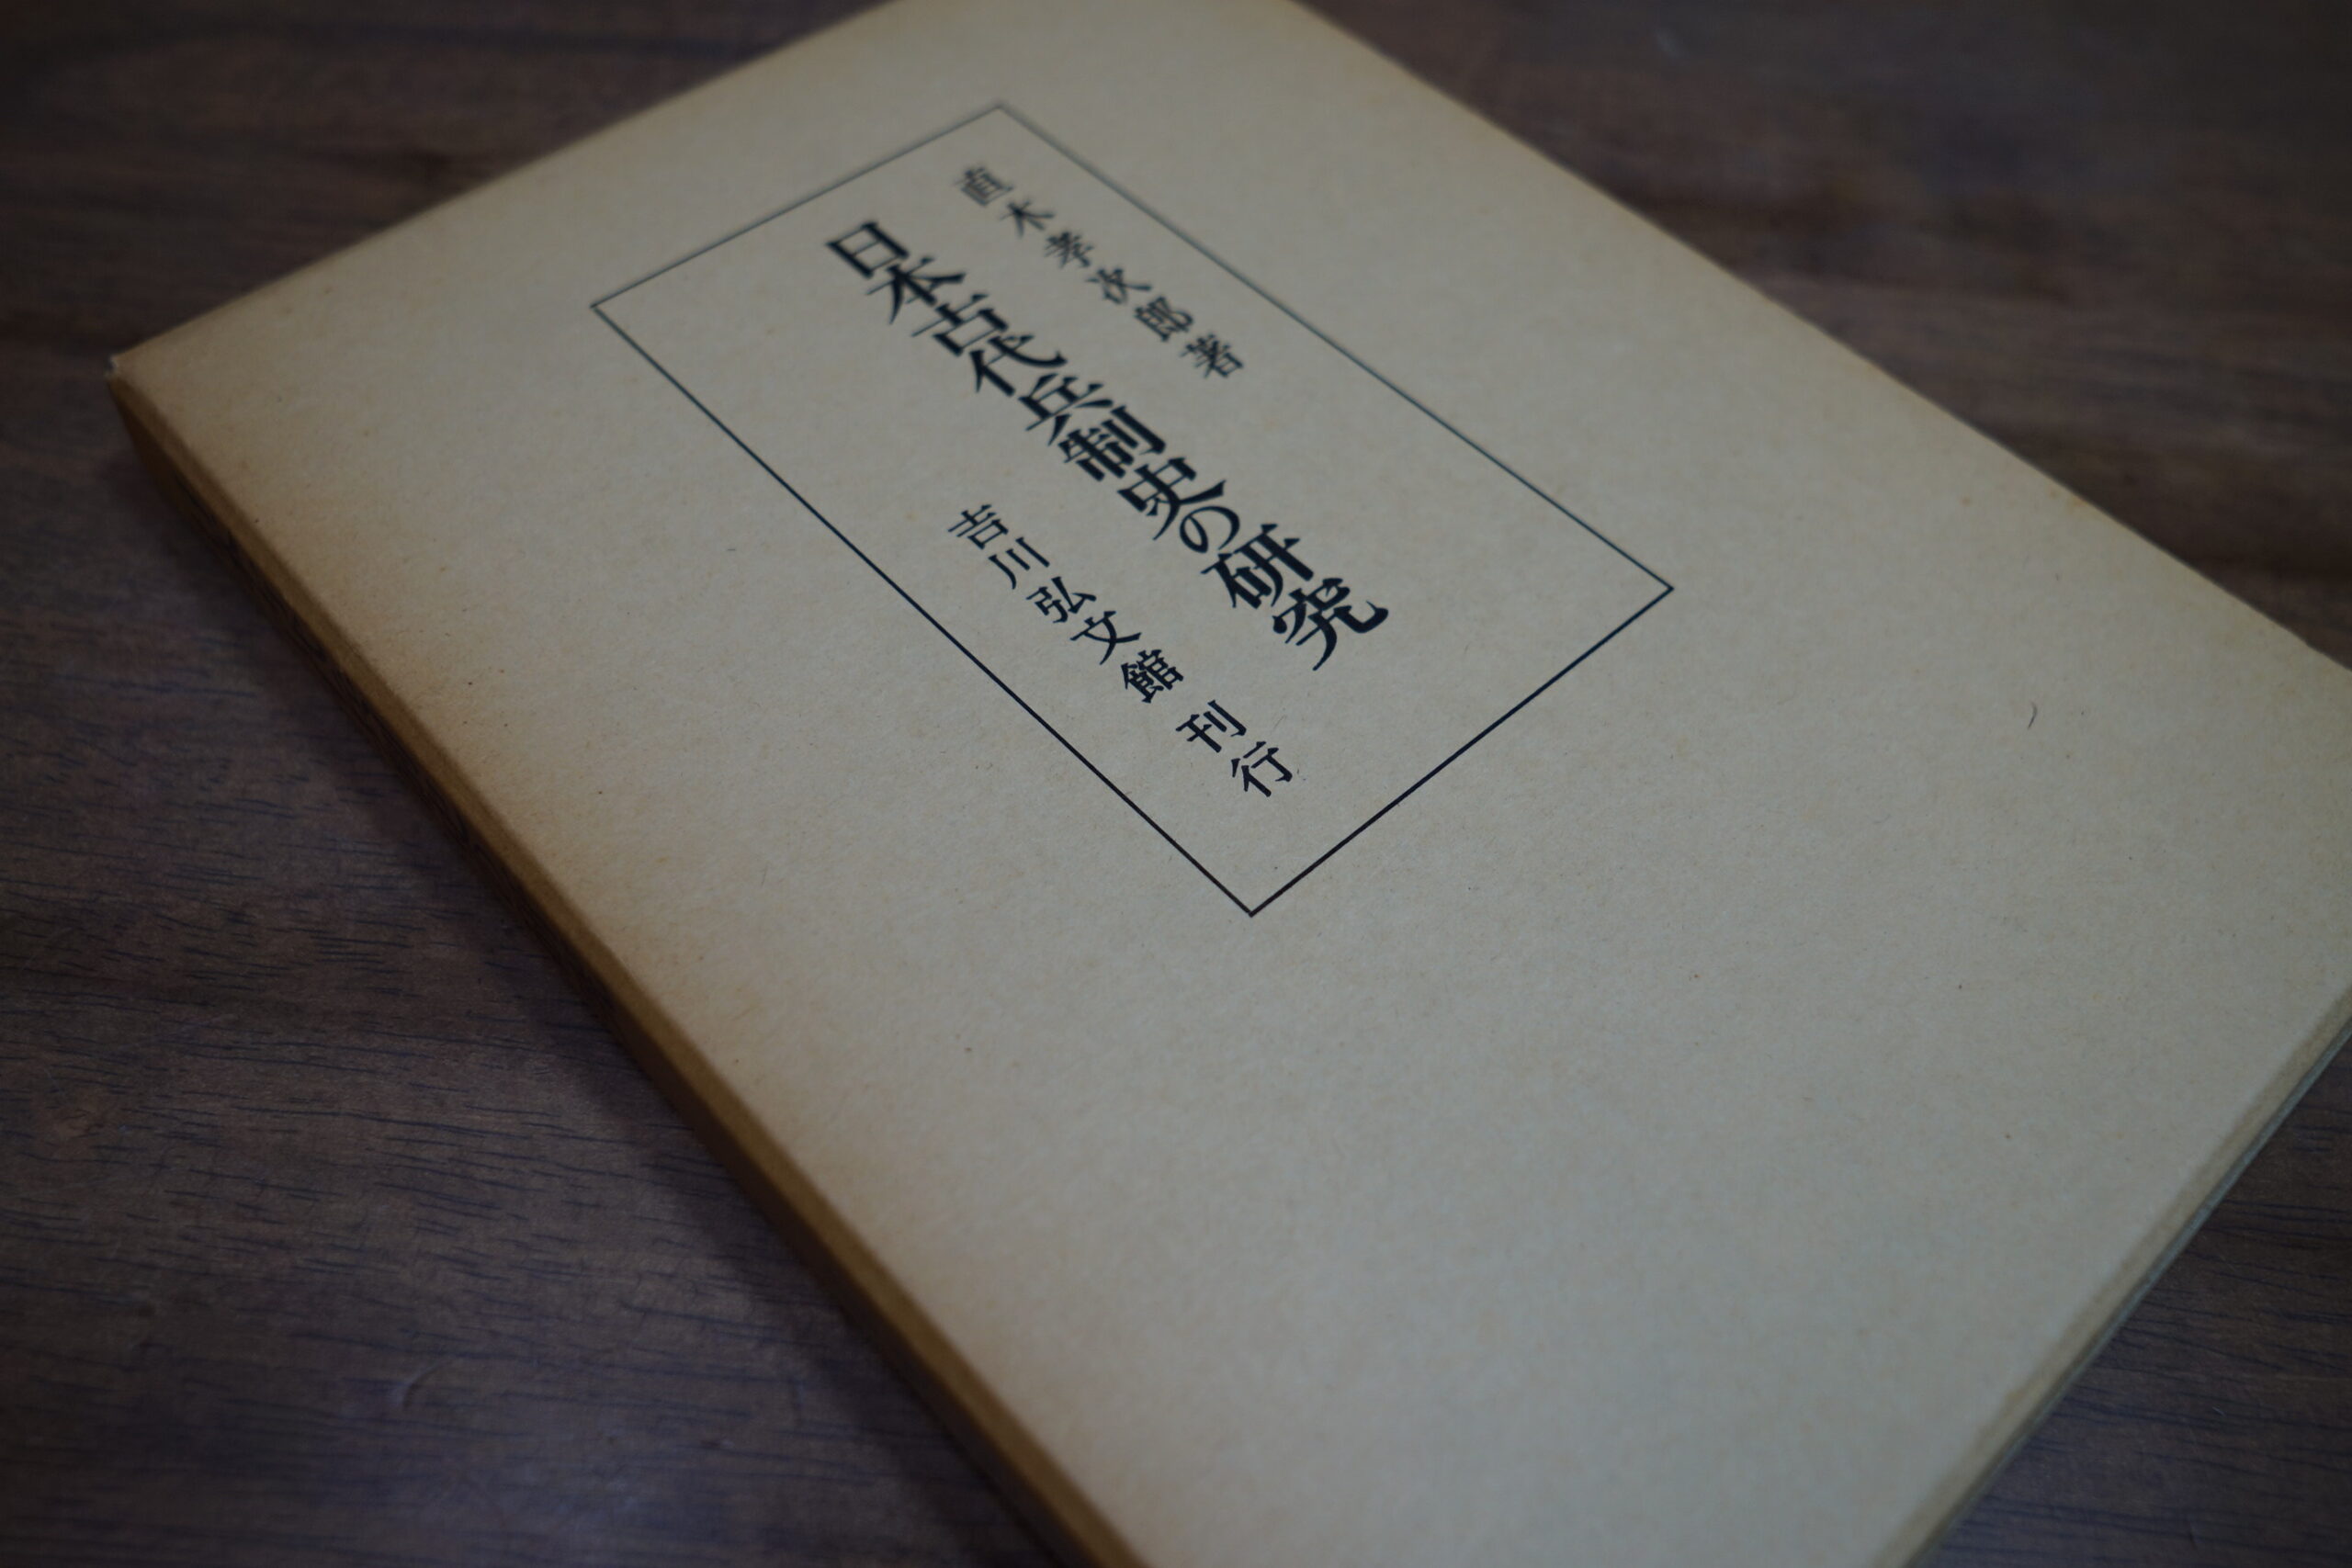 直木孝次郎著
日本古代兵制史の研究
吉川弘文館 刊行